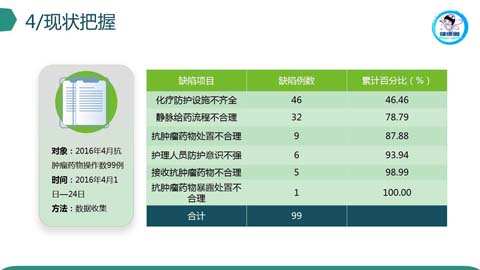 4/现状把握
对象：2016年4月抗
肿瘤药物操作数99例
时间：2016年4月1
日—24日
方法：数据收集
缺陷项目 缺陷例数 累计百分比（%）
化疗防护设施不齐全 46 46.46
静脉给药流程不合理 32 78.79
抗肿瘤药物处置不合理 9 87.88
护理人员防护意识不强 6 93.94
接收抗肿瘤药物不合理 5 98.99
抗肿瘤药物暴露处置不
合理 1 100.00
合计 99